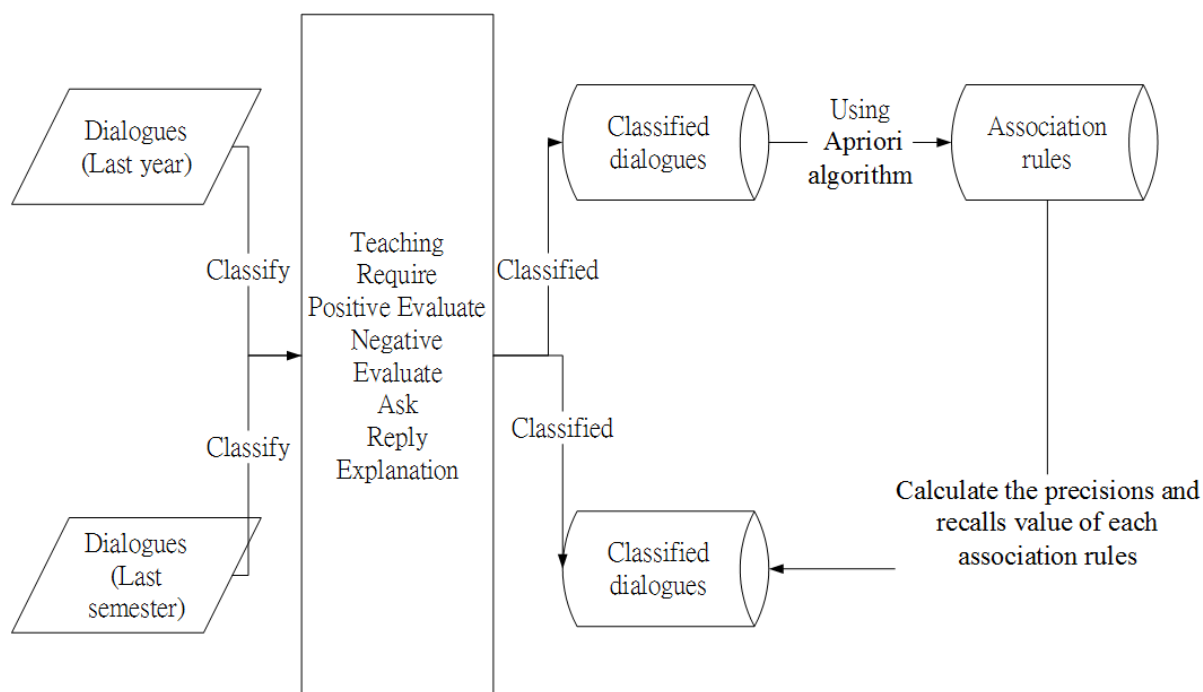 Dialogues
(Last year)
Classify
Classify
Dialogues
(Last
semester)
Teaching
Require
Positive Evaluate
Negative
Evaluate
Ask
Reply
Explanation
Classified
Classified
Classified
dialogues
Using
Apriori
algorithm
Association
rules
Calculate the precisions and
recalls value of each
association rules
Classified
dialogues